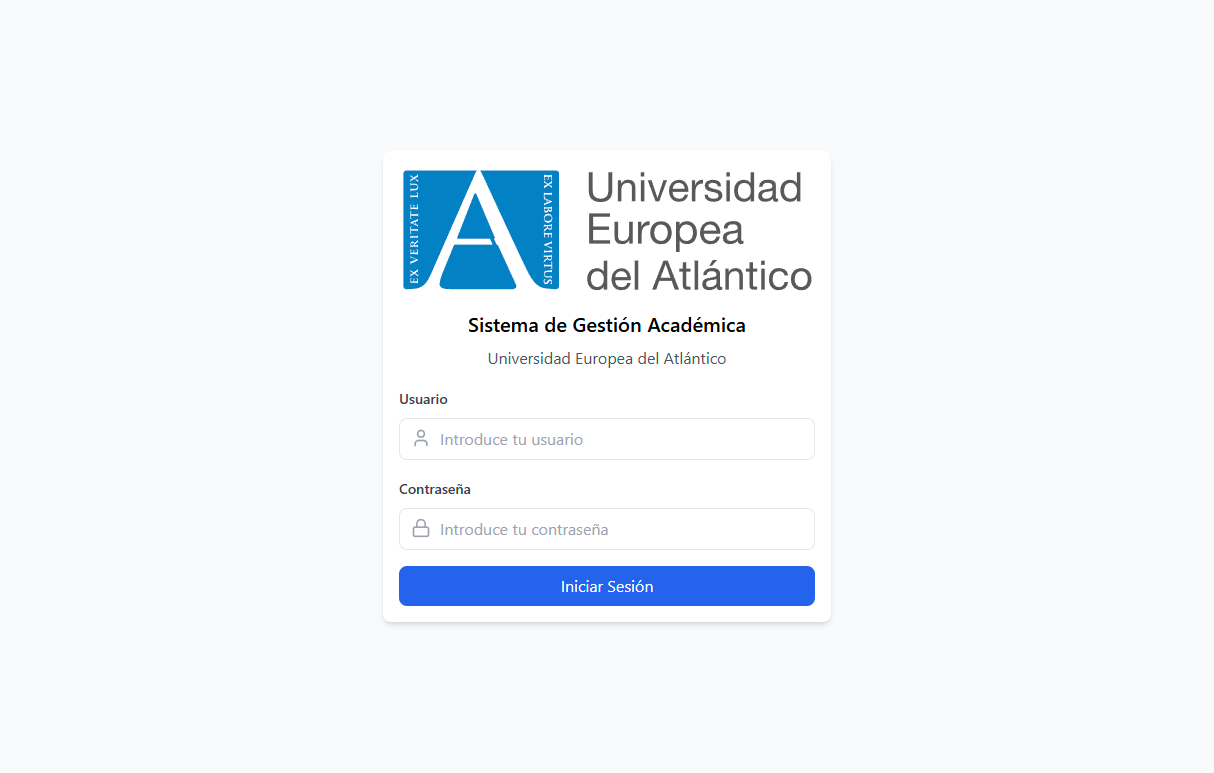 EX VERITATE LUX
EX LABORE VIRTUS
Universidad
Europea
del Atlántico
Sistema de Gestión Académica
Universidad Europea del Atlántico
Usuario
Introduce tu usuario
Contraseña
Introduce tu contraseña
Iniciar Sesión